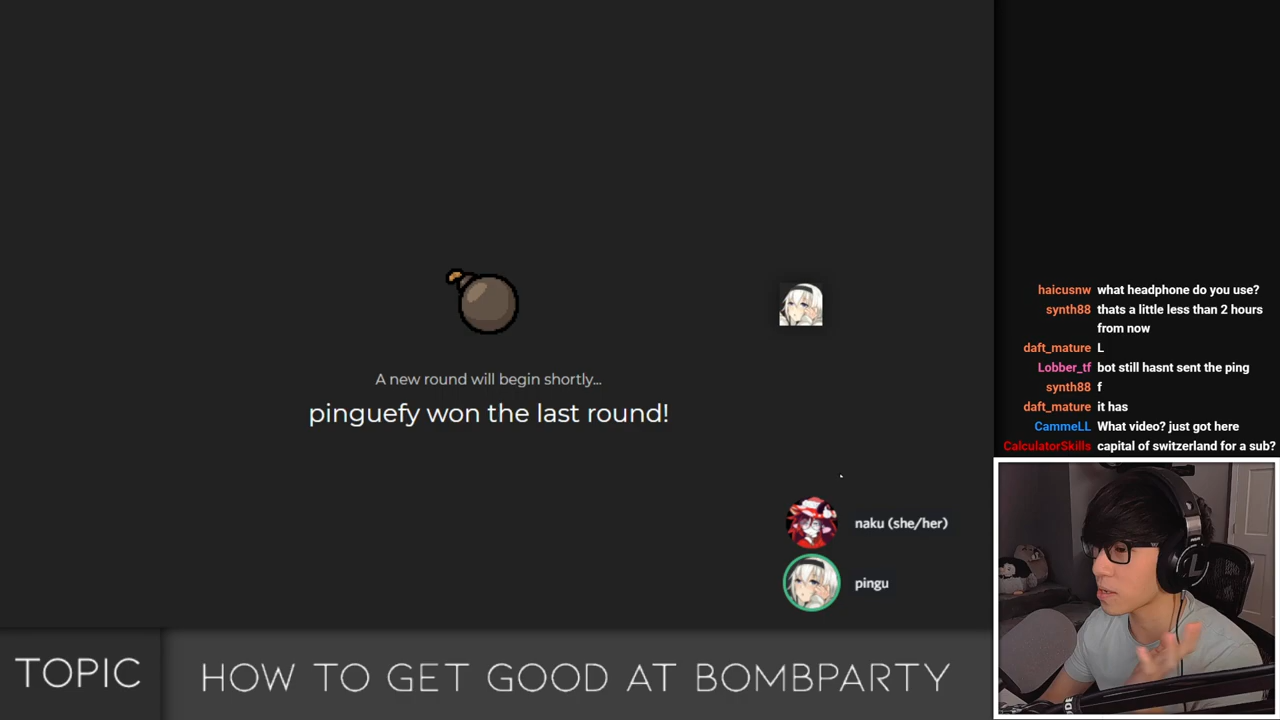 haicusnw what headphone do you use?
synth88 thats a little less than 2 hours
from now
daft_mature L
Lobber_tf bot still hasnt sent the ping
synth88 f
daft_mature it has
CammeLL What video? just got here
CalculatorSkills capital of switzerland for a sub?
A new round will begin shortly...
pinguefy won the last round!
naku (she/her)
pingu
TOPIC
HOW TO GET GOOD AT BOMBPARTY